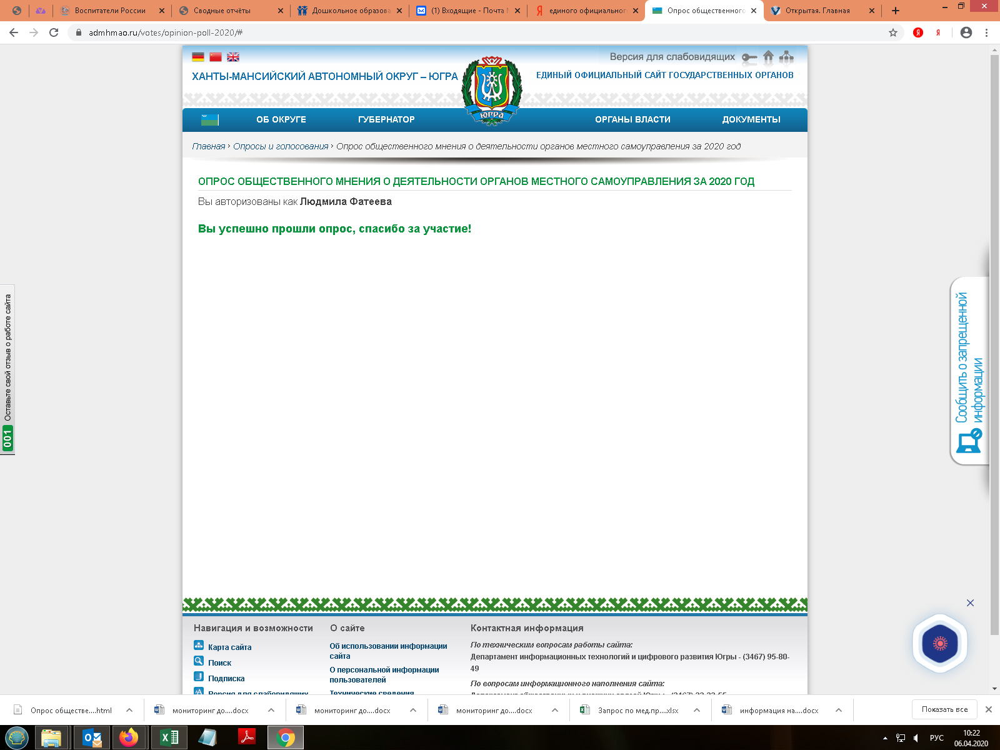 Воспитатели России
Сводные отчёты
Дошкольное образова
(1) Входящие - Почта
единого официального
Опрос общественного
Открытая. Главная
admhmao.ru/votes/opinion-poll-2020/#
Версия для слабовидящих
ХАНТЫ-МАНСИЙСКИЙ АВТОНОМНЫЙ ОКРУГ – ЮГРА
ЕДИНЫЙ ОФИЦИАЛЬНЫЙ САЙТ ГОСУДАРСТВЕННЫХ ОРГАНОВ
ЮГРА
ОБ ОКРУГЕ
ГУБЕРНАТОР
ОРГАНЫ ВЛАСТИ
ДОКУМЕНТЫ
Главная › Опросы и голосования › Опрос общественного мнения о деятельности органов местного самоуправления за 2020 год
ОПРОС ОБЩЕСТВЕННОГО МНЕНИЯ О ДЕЯТЕЛЬНОСТИ ОРГАНОВ МЕСТНОГО САМОУПРАВЛЕНИЯ ЗА 2020 ГОД
Вы авторизованы как Людмила Фатеева
Вы успешно прошли опрос, спасибо за участие!
001 Оставьте свой отзыв о работе сайта
Сообщить о запрещенной
информации
Навигация и возможности
Карта сайта
Поиск
Подписка
Версия для слабовидящих
О сайте
Об использовании информации
сайта
О персональной информации
пользователей
Технические сведения
Контактная информация
По техническим вопросам работы сайта:
Департамент информационных технологий и цифрового развития Югры - (3467) 95-80-
49
По вопросам информационного наполнения сайта:
Опрос обществе....html
мониторинг до....docx
мониторинг до....docx
мониторинг до....docx
Запрос по мед.пр....xlsx
информация на....docx
Показать все
РУС
10:22
06.04.2020